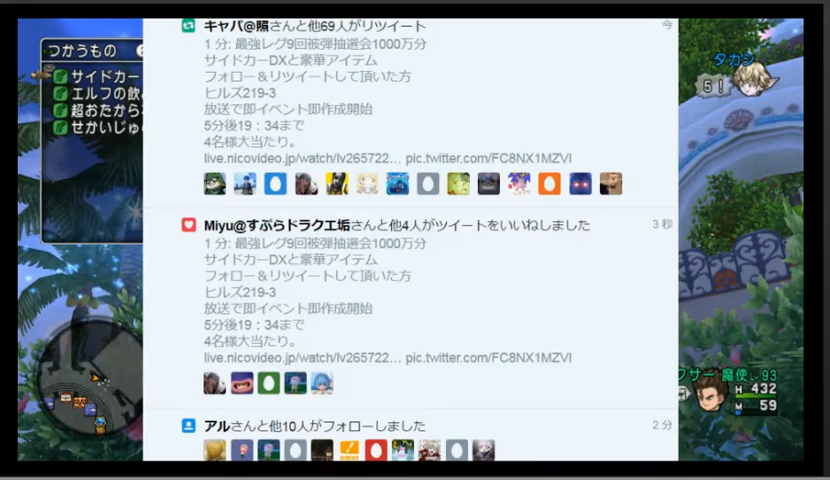 つかうもの
サイドカー
エルフの飲
超おたから
せかいじゅ
キャパ@照さんと他69人がリツイート
今
1 分: 最強レグ9回被弾抽選会1000万分
サイドカーDXと豪華アイテム
フォロー＆リツイートして頂いた方
ヒルズ219-3
放送で即イベント即作成開始
5分後19：34まで
4名様大当たり。
live.nicovideo.jp/watch/lv265722... pic.twitter.com/FC8NX1MZVI
Miyu@すぷらドラクエ垢さんと他4人がツイートをいいねしました
3 秒
1 分: 最強レグ9回被弾抽選会1000万分
サイドカーDXと豪華アイテム
フォロー＆リツイートして頂いた方
ヒルズ219-3
放送で即イベント即作成開始
5分後19：34まで
4名様大当たり。
live.nicovideo.jp/watch/lv265722... pic.twitter.com/FC8NX1MZVI
アルさんと他10人がフォローしました
2 分
タカシ
5！
フサー 魔使 Lv93
H 432
M 59